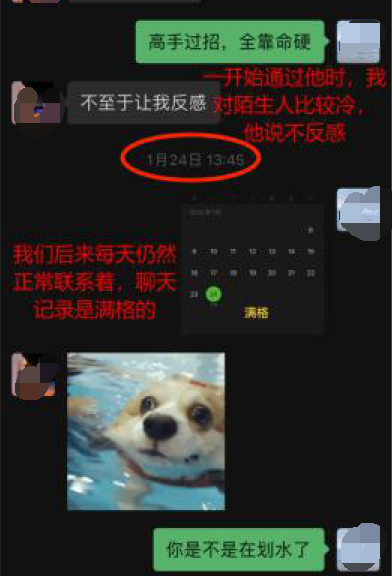 高手过招，全靠命硬
一开始通过他时，我
不至于让我反感
对陌生人比较冷，
他说不反感
1月24日 13:45
我们后来每天仍然
正常联系着，聊天
记录是满格的
8
9 10 11 12 13 14 15
16 17 18 19 20 21 22
23 24
满格
你是不是在划水了